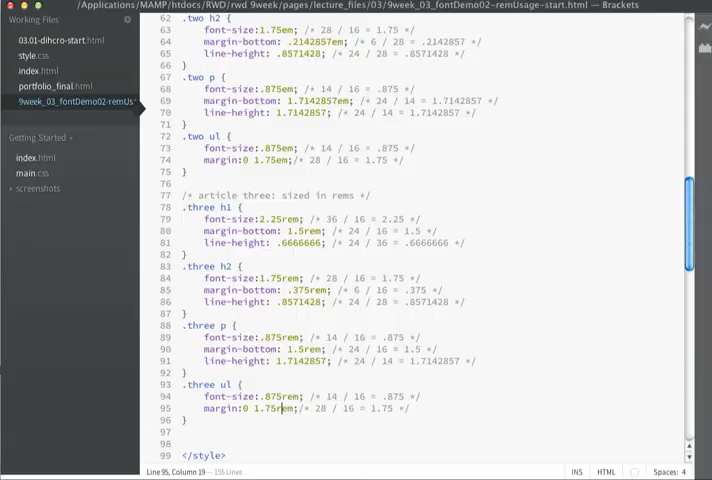 /Applications/MAMP/htdocs/RWD/rwd 9week/pages/lecture_files/03/9week_03_fontDemo02-remUsage-start.html — Brackets
Working Files
03.01-dihcro-start.html
style.css
index.html
portfolio_final.html
9week_03_fontDemo02-remUs
Getting Started
index.html
main.css
screenshots
62 .two h2 {
63 font-size:1.75em; /* 28 / 16 = 1.75 */
64 margin-bottom: .2142857em; /* 6 / 28 = .2142857 */
65 line-height: .8571428; /* 24 / 28 = .8571428 */
66 }
67 .two p {
68 font-size:.875em; /* 14 / 16 = .875 */
69 margin-bottom: 1.7142857em; /* 24 / 14 = 1.7142857 */
70 line-height: 1.7142857; /* 24 / 14 = 1.7142857 */
71 }
72 .two ul {
73 font-size:.875em; /* 14 / 16 = .875 */
74 margin:0 1.75em;/* 28 / 16 = 1.75 */
75 }
76
77 /* article three: sized in rems */
78 .three h1 {
79 font-size:2.25rem; /* 36 / 16 = 2.25 */
80 margin-bottom: 1.5rem; /* 24 / 16 = 1.5 */
81 line-height: .6666666; /* 24 / 36 = .6666666 */
82 }
83 .three h2 {
84 font-size:1.75rem; /* 28 / 16 = 1.75 */
85 margin-bottom: .375rem; /* 6 / 16 = .375 */
86 line-height: .8571428; /* 24 / 28 = .8571428 */
87 }
88 .three p {
89 font-size:.875rem; /* 14 / 16 = .875 */
90 margin-bottom: 1.5rem; /* 24 / 16 = 1.5 */
91 line-height: 1.7142857; /* 24 / 14 = 1.7142857 */
92 }
93 .three ul {
94 font-size:.875rem; /* 14 / 16 = .875 */
95 margin:0 1.75rem;/* 28 / 16 = 1.75 */
96 }
97
98
99 </style>
Line 95, Column 19 — 155 Lines
INS HTML Spaces: 4